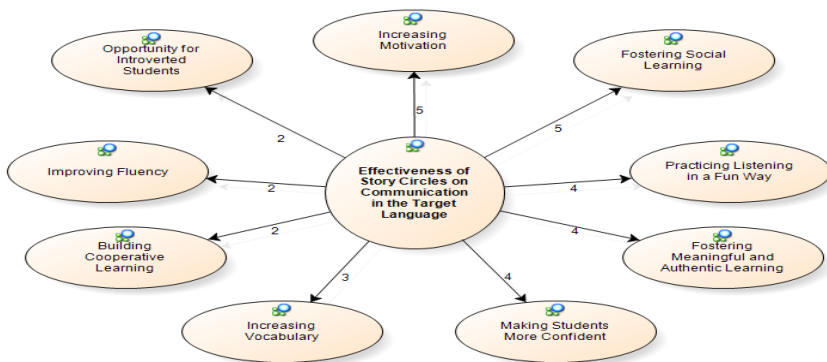 Increasing
Motivation
Opportunity for
Introverted
Students
Fostering Social
Learning
5
5
2
Improving Fluency
2
Effectiveness of
Story Circles on
Communication
in the Target
Language
4
Practicing Listening
in a Fun Way
Building
Cooperative
Learning
2
4
Fostering
Meaningful and
Authentic Learning
3
4
Increasing
Vocabulary
Making Students
More Confident